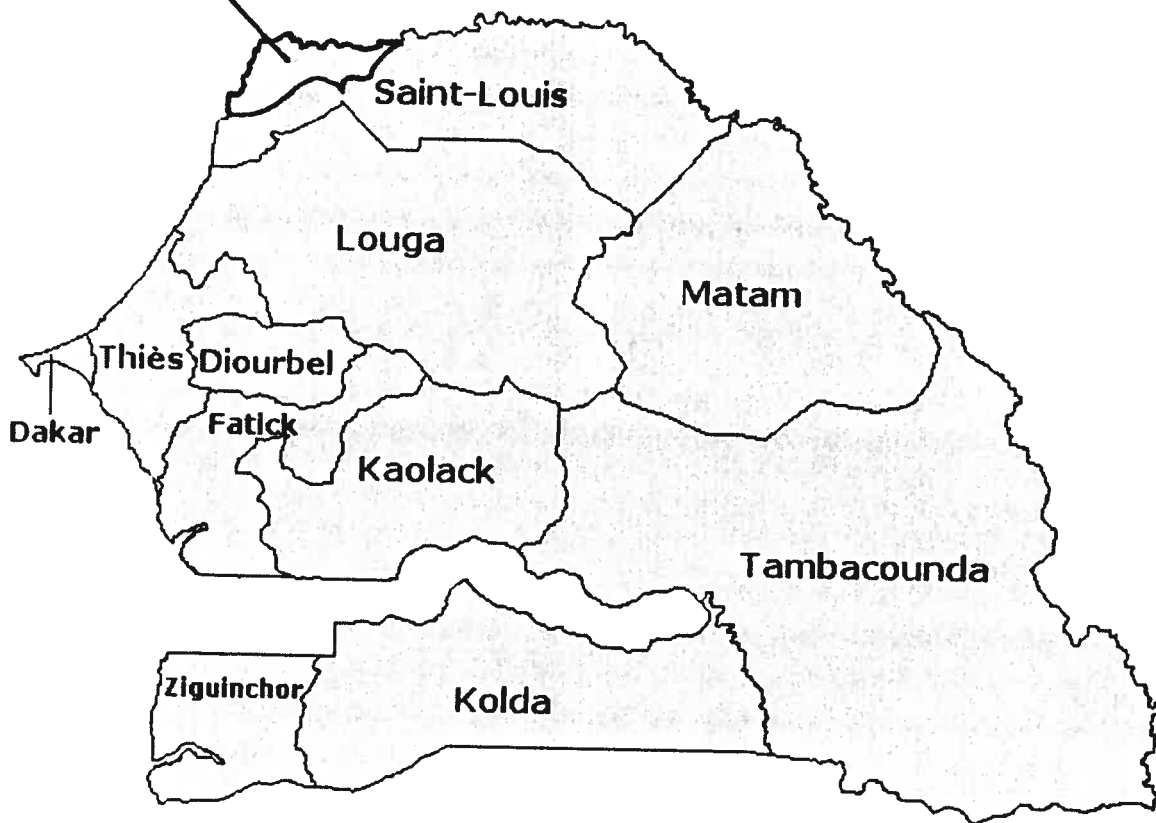 Saint-Louis
Louga
Matam
Thiès
Diourbel
Dakar
Fatick
Kaolack
Tambacounda
Ziguinchor
Kolda